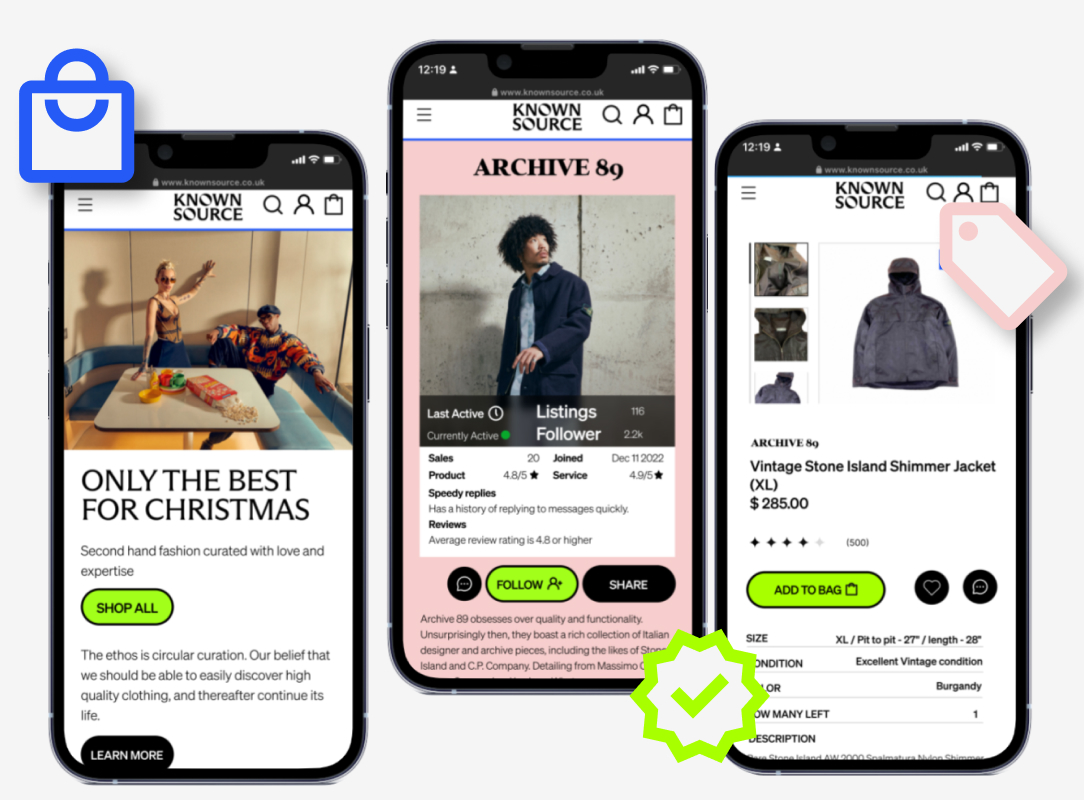 www.knownsource.co.uk
KNOWN
SOURCE
ONLY THE BEST
FOR CHRISTMAS
Second hand fashion curated with love and
expertise
SHOP ALL
The ethos is circular curation. Our belief that
we should be able to easily discover high
quality clothing, and thereafter continue its
life.
LEARN MORE
12:19
www.knownsource.co.uk
KNOWN
SOURCE
ARCHIVE 89
Last Active Listings 116
Currently Active Follower 2.2k
Sales 20 Joined Dec 11 2022
Product 4.8/5 Service 4.9/5
Speedy replies
Has a history of replying to messages quickly.
Reviews
Average review rating is 4.8 or higher
FOLLOW SHARE
Archive 89 obsesses over quality and functionality.
Unsurprisingly then, they boast a rich collection of Italian
designer and archive pieces, including the likes of Stone
Island and C.P. Company. Detailing from Massimo
12:19
www.knownsource.co.uk
KNOWN
SOURCE
ARCHIVE 89
Vintage Stone Island Shimmer Jacket
(XL)
$ 285.00
(500)
ADD TO BAG
SIZE XL / Pit to pit - 27" / length - 28"
ONDITION Excellent Vintage condition
LOR Burgandy
OW MANY LEFT 1
DESCRIPTION
Rare Stone Island AW 2000 Spalmatura Nylon Shimmer